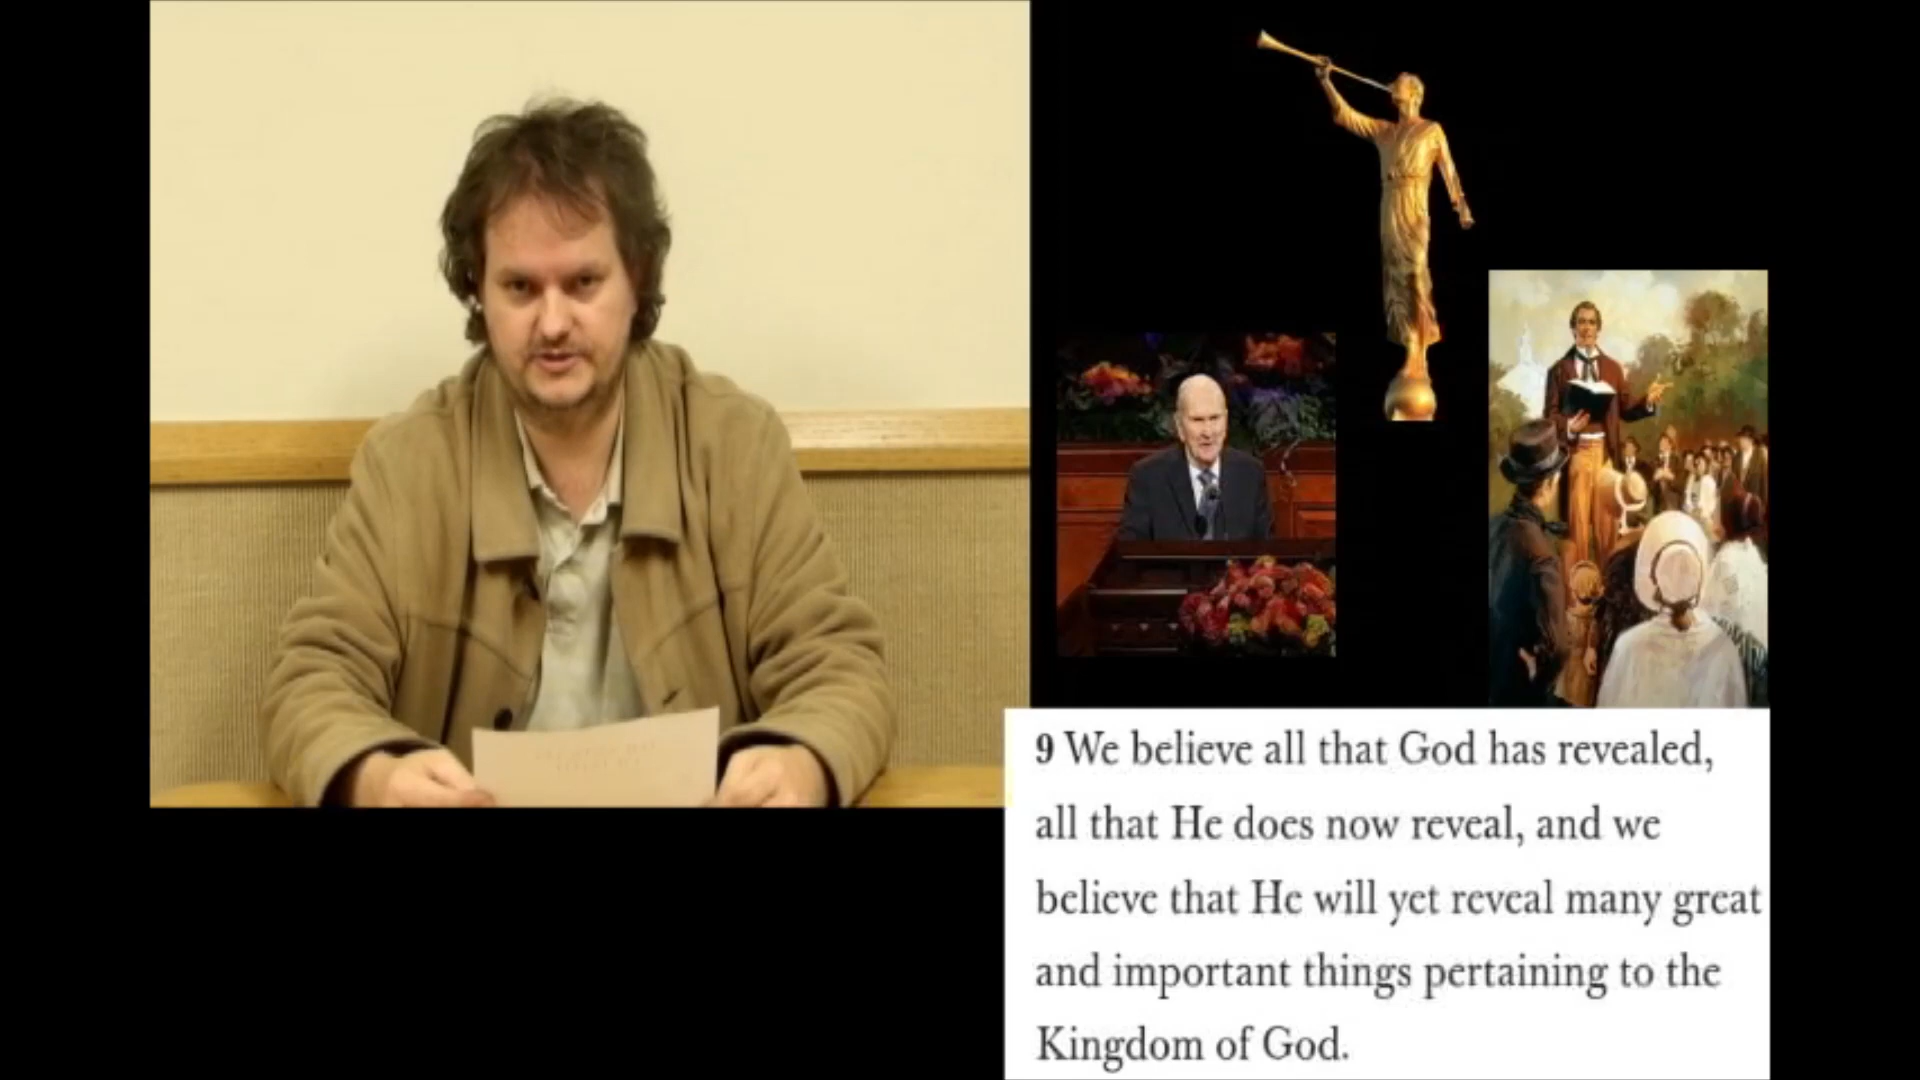 9 We believe all that God has revealed,
all that He does now reveal, and we
believe that He will yet reveal many great
and important things pertaining to the
Kingdom of God.